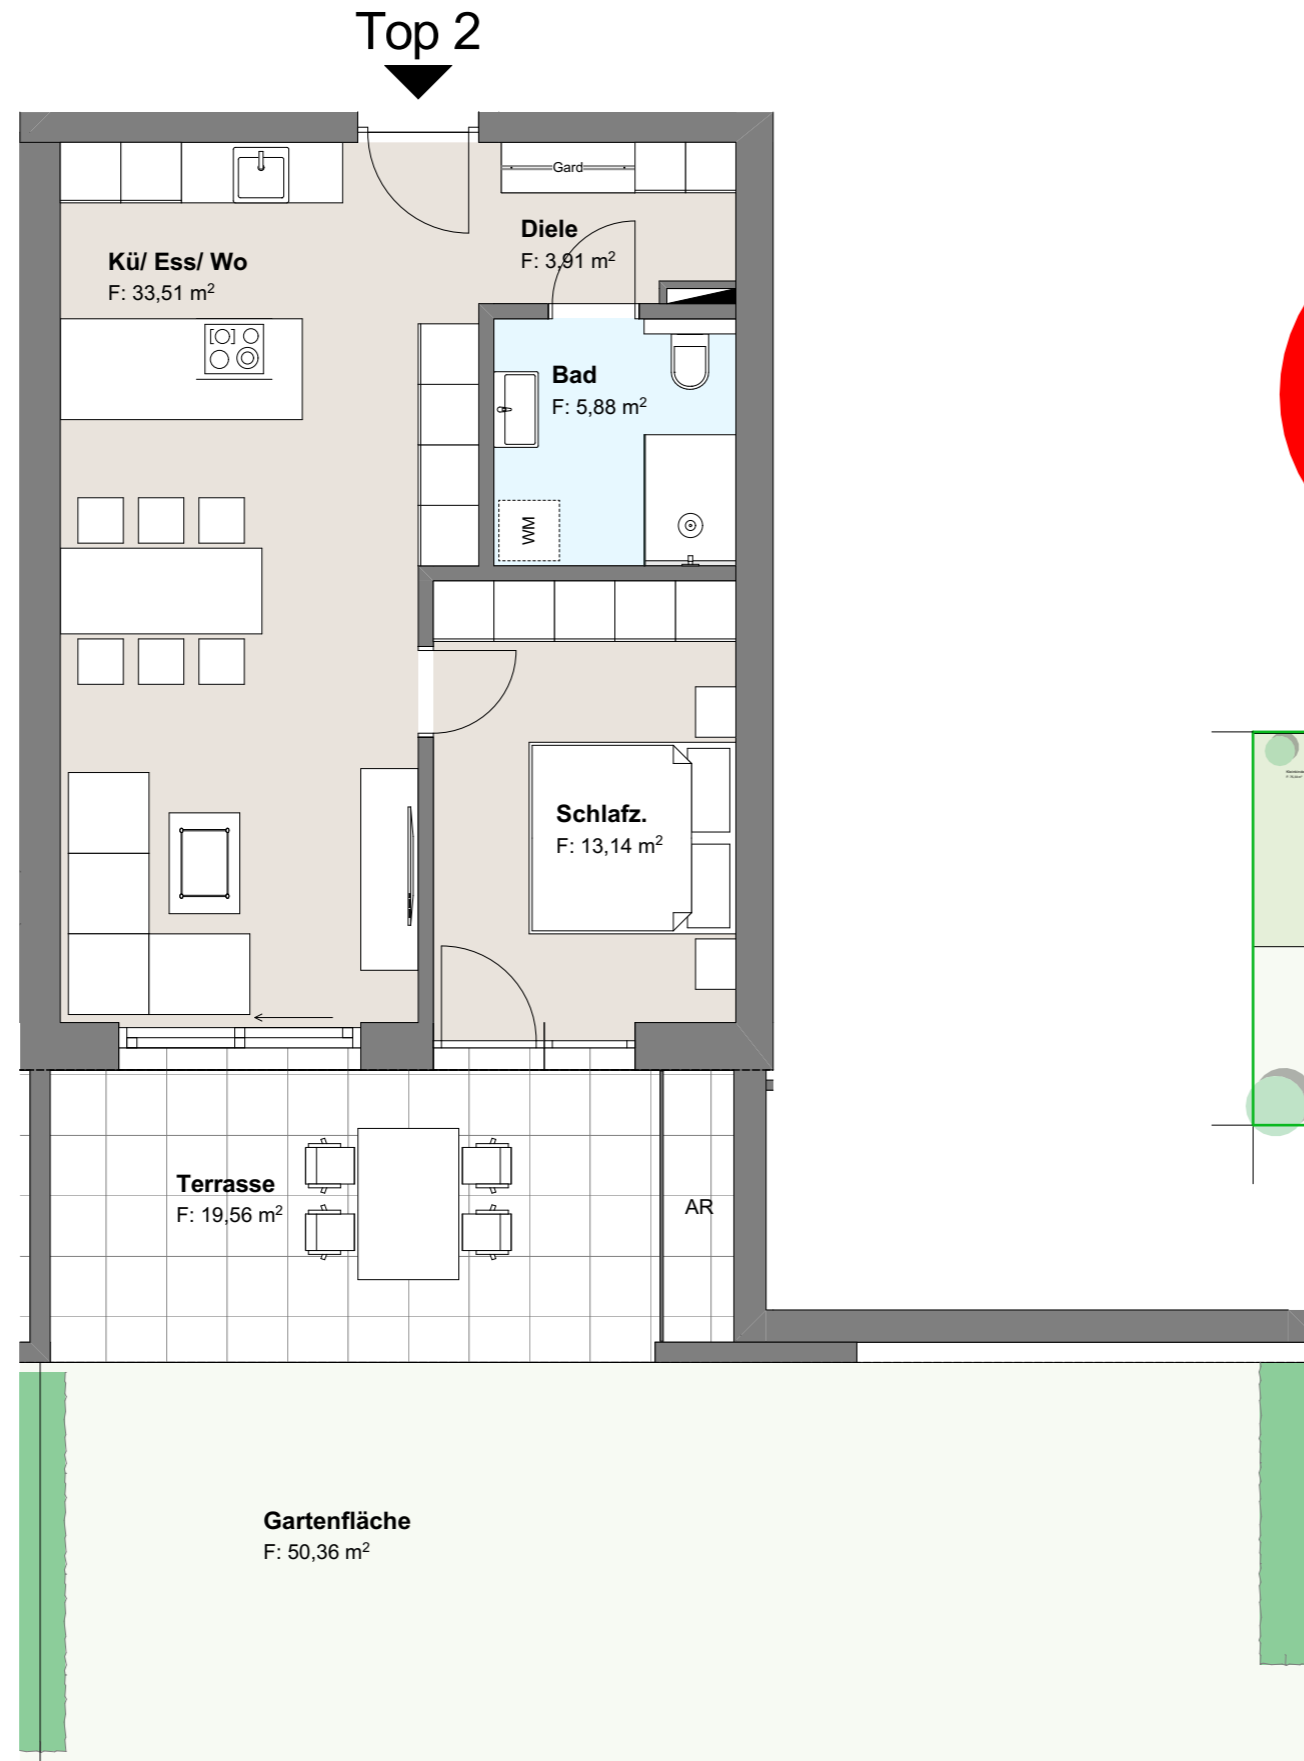 Top 2
Gard
Diele
F: 3,91 m²
Kü/ Ess/ Wo
F: 33,51 m²
Bad
F: 5,88 m²
WM
Schlafz.
F: 13,14 m²
Terrasse
F: 19,56 m²
AR
Gartenfläche
F: 50,36 m²